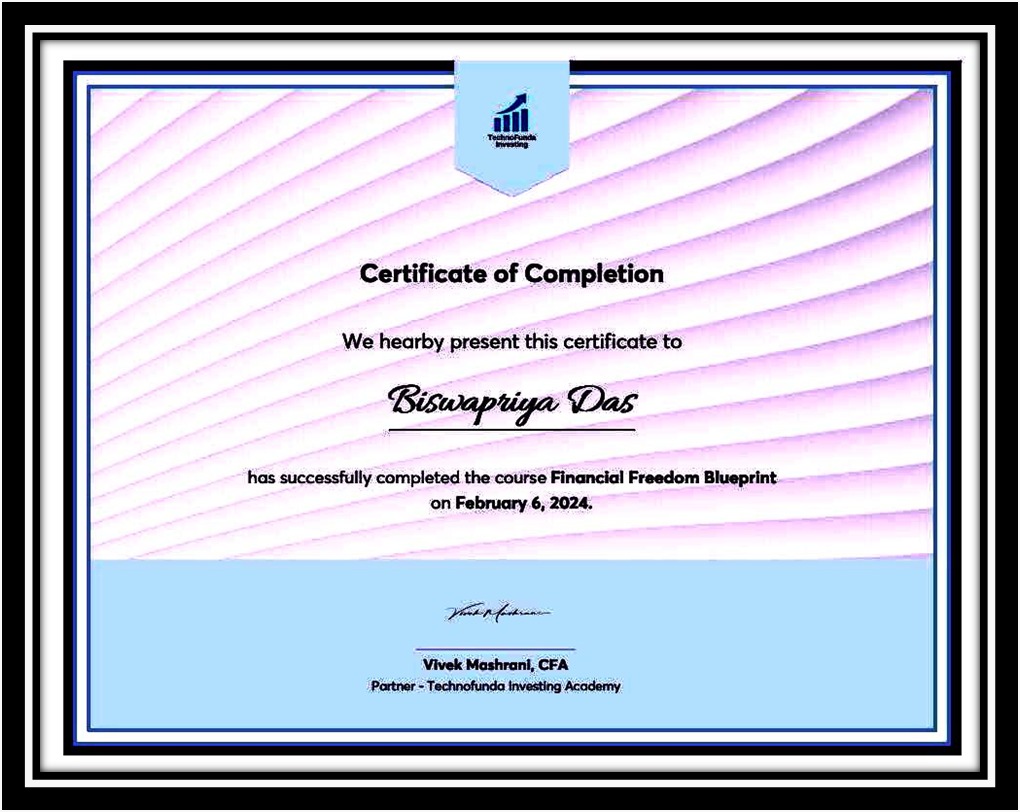 TechnoFunda
Investing
Certificate of Completion
We hearby present this certificate to
Biswapriya Das
has successfully completed the course Financial Freedom Blueprint
on February 6, 2024.
Vivek Mashrani
Vivek Mashrani, CFA
Partner - Technofunda Investing Academy